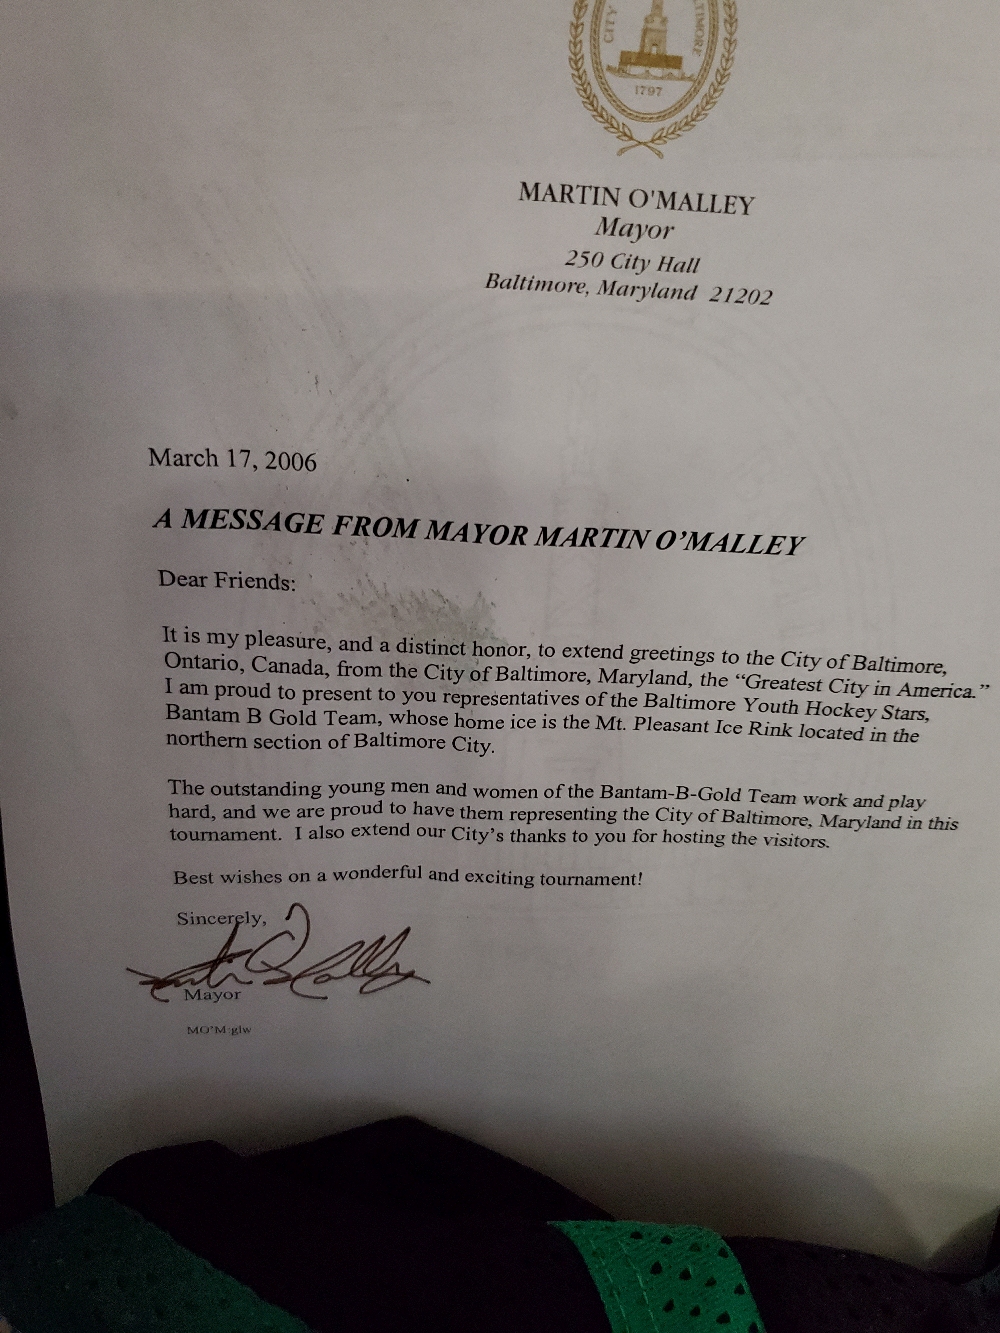 CITY
TIMORE
1797
MARTIN O'MALLEY
Mayor
250 City Hall
Baltimore, Maryland 21202
March 17, 2006
A MESSAGE FROM MAYOR MARTIN O'MALLEY
Dear Friends:
It is my pleasure, and a distinct honor, to extend greetings to the City of Baltimore,
Ontario, Canada, from the City of Baltimore, Maryland, the "Greatest City in America."
I am proud to present to you representatives of the Baltimore Youth Hockey Stars,
Bantam B Gold Team, whose home ice is the Mt. Pleasant Ice Rink located in the
northern section of Baltimore City.
The outstanding young men and women of the Bantam-B-Gold Team work and play
hard, and we are proud to have them representing the City of Baltimore, Maryland in this
tournament. I also extend our City's thanks to you for hosting the visitors.
Best wishes on a wonderful and exciting tournament!
Sincerely,
Martin O'Malley
Mayor
MO'M:glw